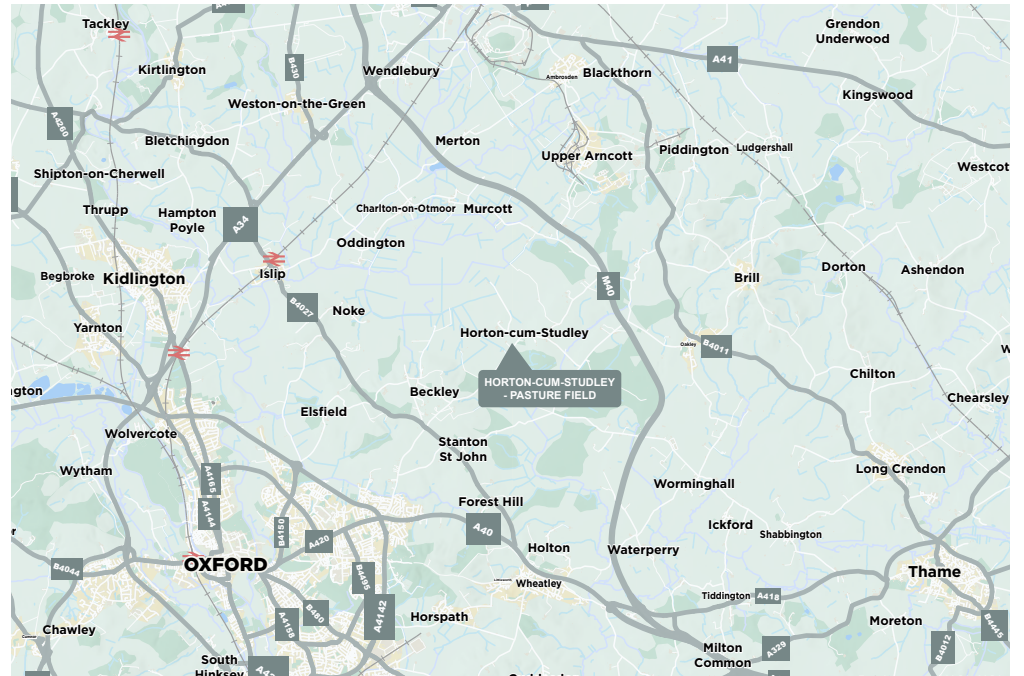 Tackley
Grendon
Underwood
A41
Kirtlington
B430
Wendlebury
Ambrosden
Blackthorn
Kingswood
Weston-on-the-Green
A4260
Bletchingdon
Merton
Upper Arncott
Piddington
Ludgershall
Westcot
Shipton-on-Cherwell
Thrupp
Hampton
Poyle
A34
Charlton-on-Otmoor
Murcott
Oddington
Begbroke
Kidlington
Islip
M40
Brill
Dorton
Ashendon
B4027
Noke
Yarnton
Horton-cum-Studley
Oakley
B4011
W
HORTON-CUM-STUDLEY
- PASTURE FIELD
Chilton
ngton
Beckley
Chearsley
Elsfield
Wolvercote
Stanton
St John
Wytham
A4165
Long Crendon
Worminghall
A4144
Forest Hill
A40
B4150
A420
Ickford
Shabbington
r
Holton
Waterperry
B4044
OXFORD
B4495
Wheatley
Thame
Tiddington
A418
A4158
B480
A4142
Horspath
Moreton
B4445
Chawley
Cumnor
South
Hinksey
A42
Milton
Common
A329
B4012